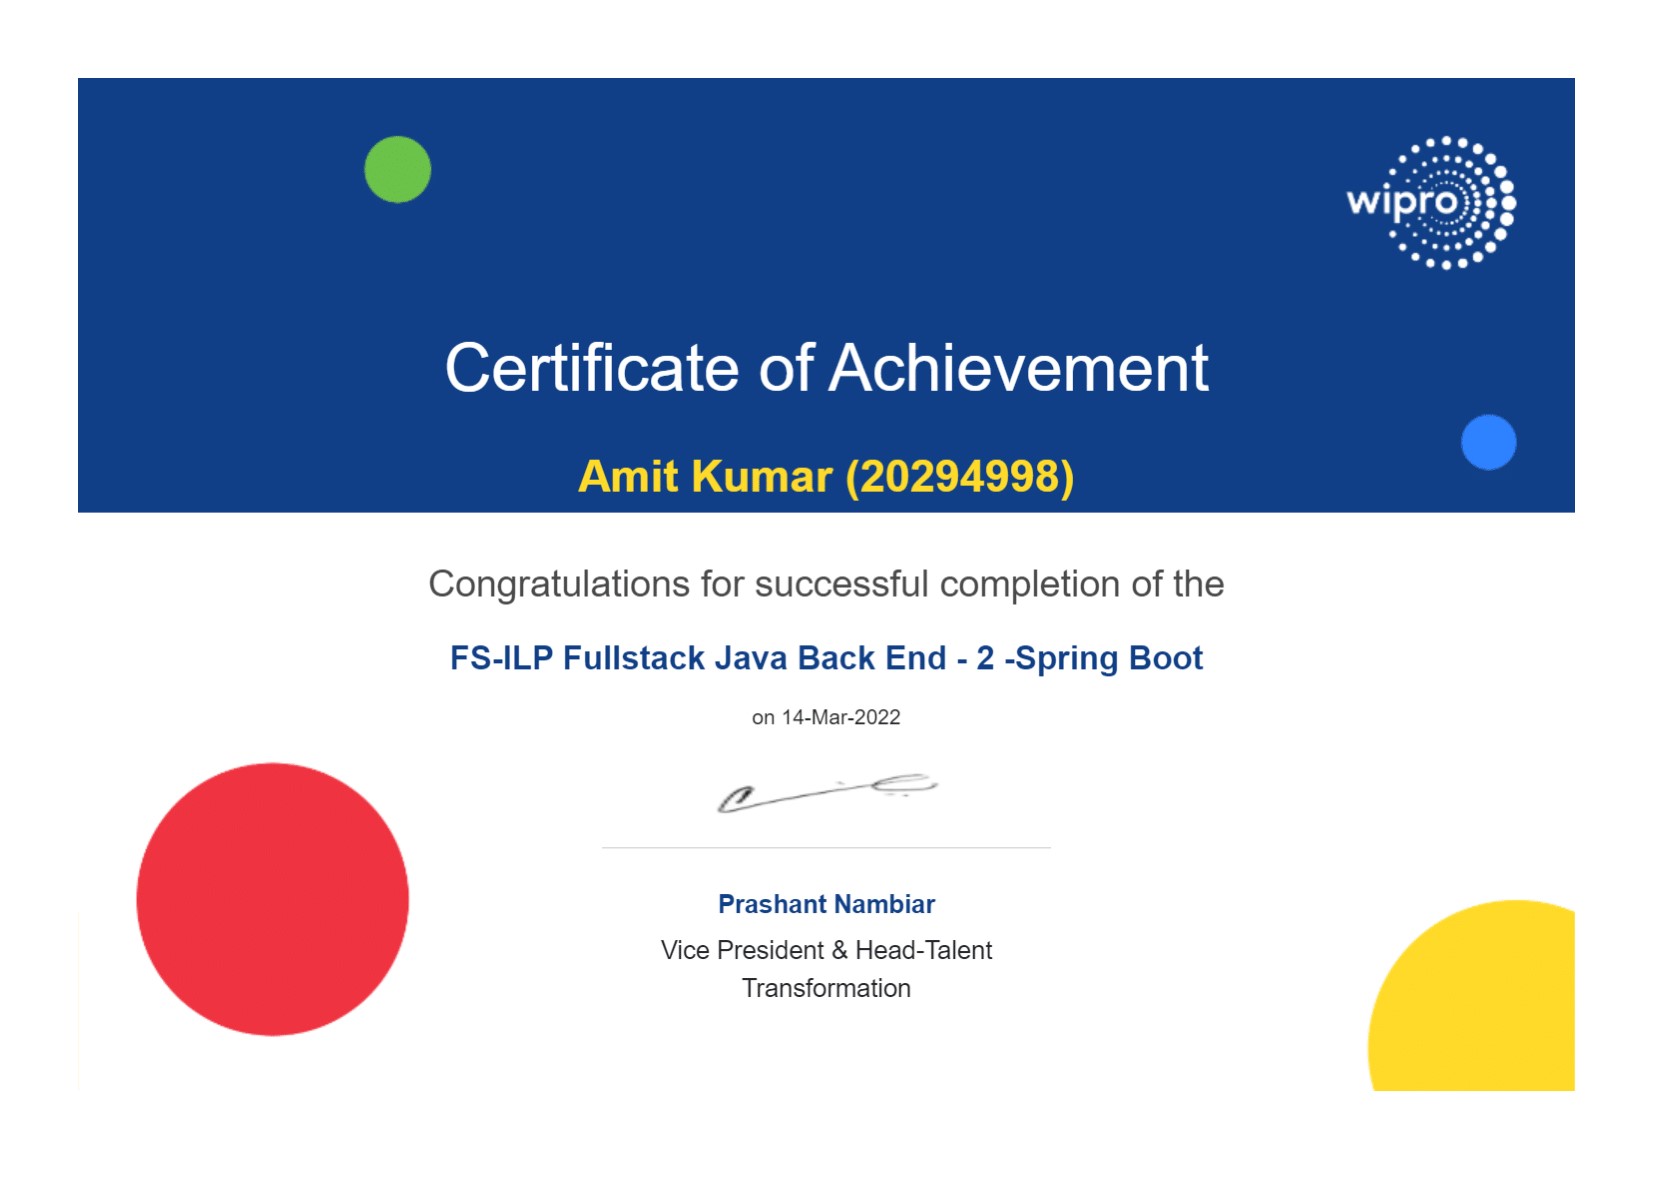 wipro
Certificate of Achievement
Amit Kumar (20294998)
Congratulations for successful completion of the
FS-ILP Fullstack Java Back End - 2 -Spring Boot
on 14-Mar-2022
Prashant Nambiar
Vice President & Head-Talent
Transformation